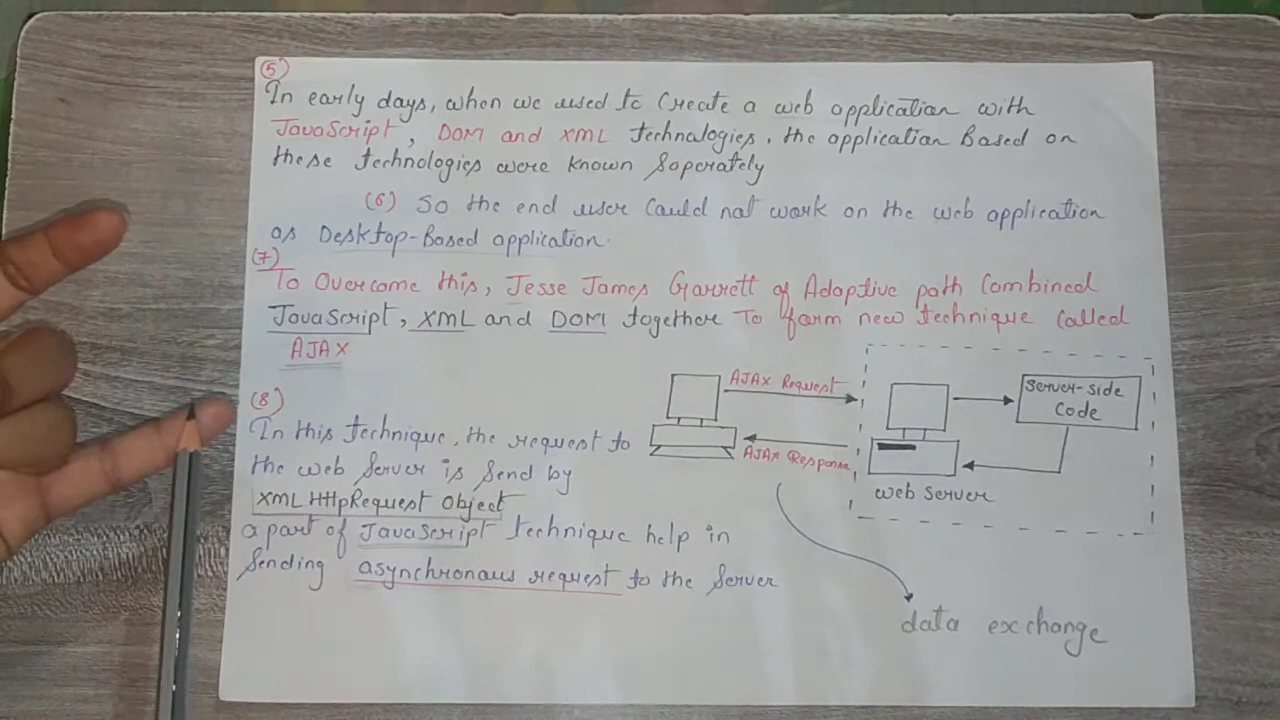 (5)
In early days, when we used to Create a web application with
JavaScript, DOM and XML technalogies, the application Based on
these technologies were known Saperately
(6) So the end user Could not work on the web application
as Desktop-Based application.
(7)
To Overcome this, Jesse James Garrett of Adaptive path Combined
JavaScript, XML and DOM together To form new technique Called
AJAX
(8)
In this technique, the request to
the web Server is Send by
XML HttpRequest Object
a part of JavaScript technique help in
Sending asynchronous request to the Server
AJAX Request
AJAX Response
Server-side
Code
web Server
data exchange